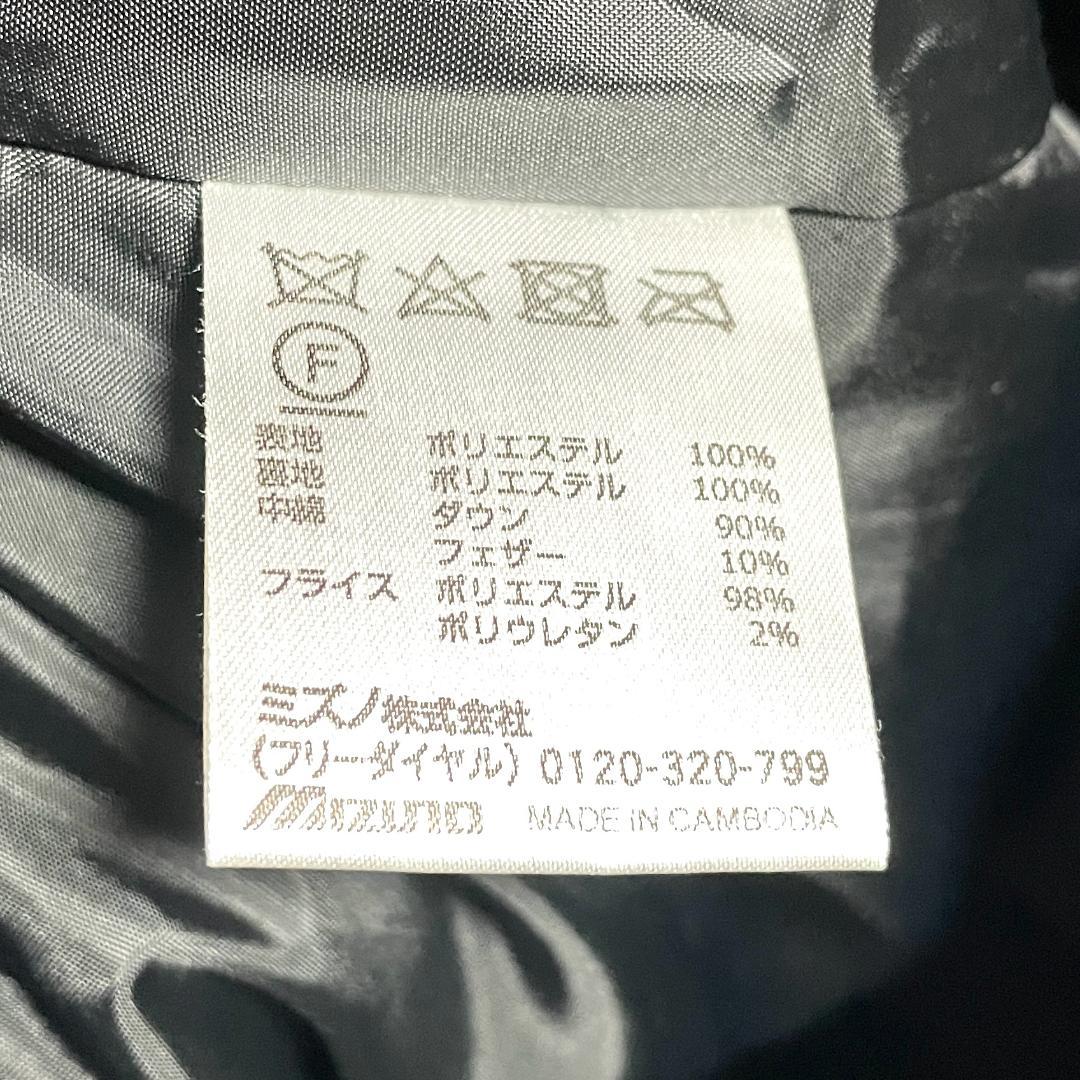 F
表地 ポリエステル 100%
裏地 ポリエステル 100%
中綿 ダウン 90%
フェザー 10%
フライス ポリエステル 98%
ポリウレタン 2%
ミズノ株式会社
(フリーダイヤル) 0120-320-799
Mizuno MADE IN CAMBODIA